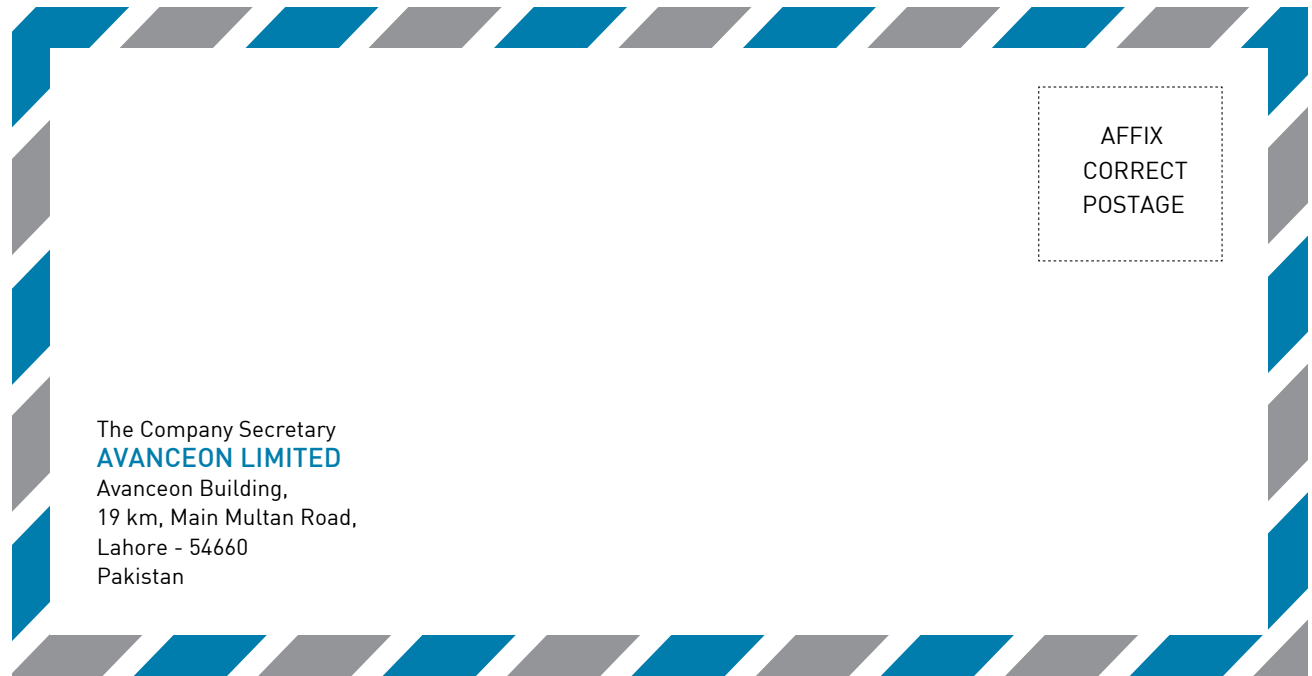 AFFIX
CORRECT
POSTAGE
The Company Secretary
AVANCEON LIMITED
Avanceon Building,
19 km, Main Multan Road,
Lahore - 54660
Pakistan